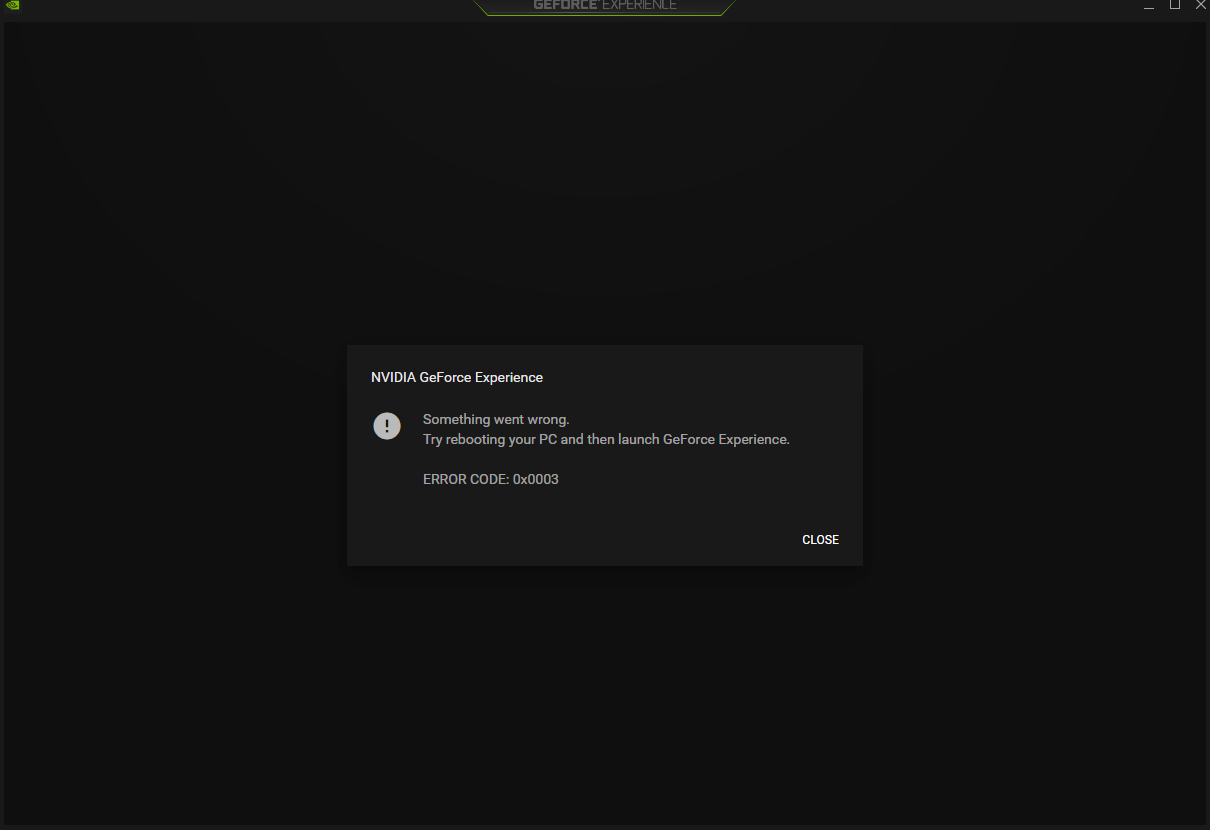 GEFORCE EXPERIENCE
NVIDIA GeForce Experience
Something went wrong.
Try rebooting your PC and then launch GeForce Experience.
ERROR CODE: 0x0003
CLOSE